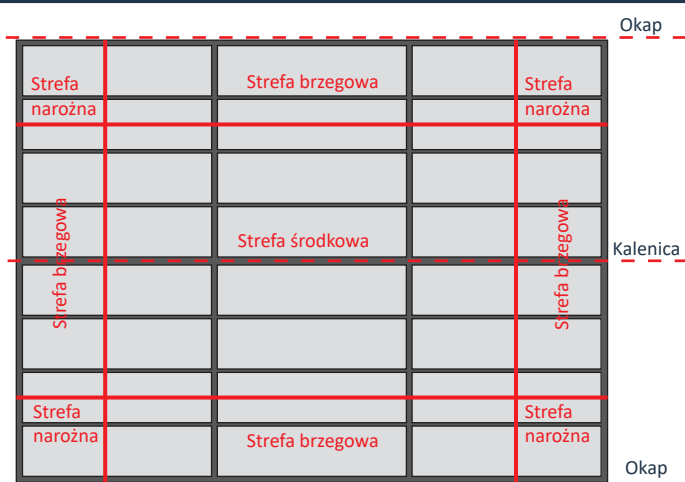 Okap
Strefa
narożna
Strefa brzegowa
Strefa
narożna
Strefa brzegowa
Strefa środkowa
Strefa brzegowa
Kalenica
Strefa
narożna
Strefa brzegowa
Strefa
narożna
Okap